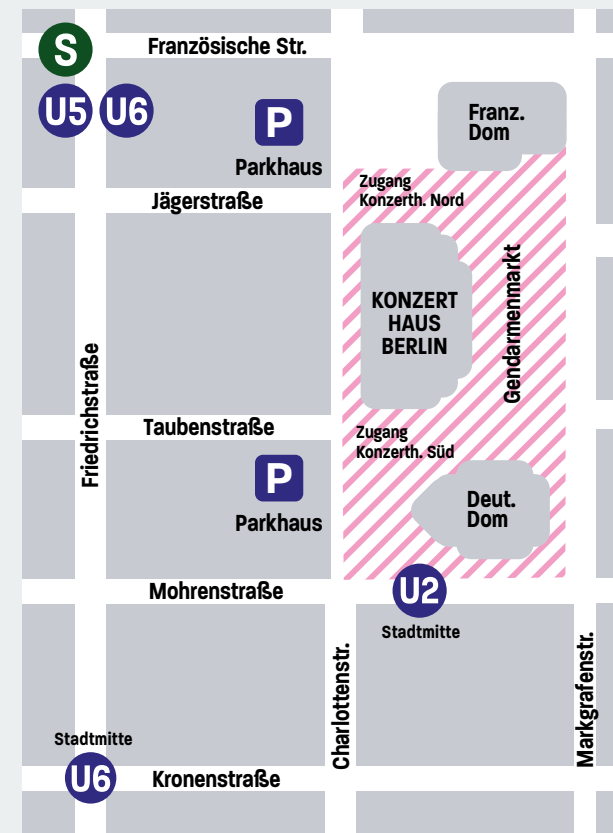 S
Französische Str.
U5
U6
P
Parkhaus
Franz.
Dom
Zugang
Konzerth. Nord
Jägerstraße
KONZERT
HAUS
BERLIN
Gendarmenmarkt
Friedrichstraße
Taubenstraße
Zugang
Konzerth. Süd
P
Parkhaus
Deut.
Dom
Mohrenstraße
U2
Stadtmitte
Charlottenstr.
Markgrafenstr.
Stadtmitte
U6
Kronenstraße